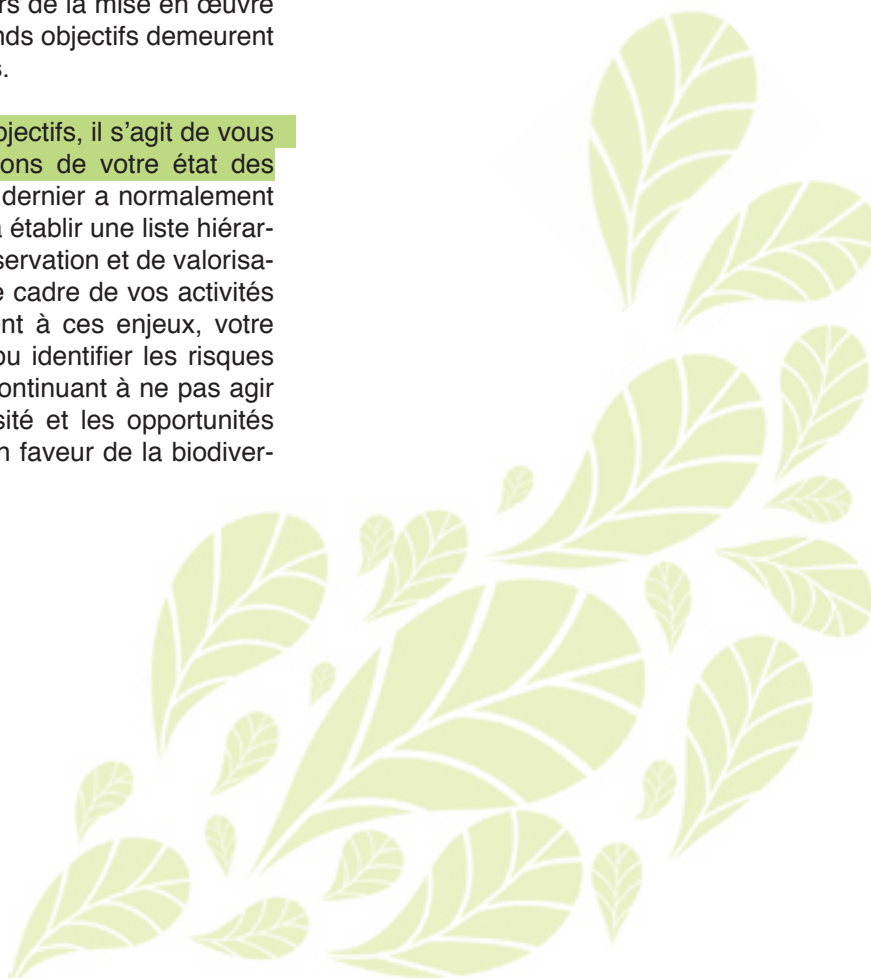 rs de la mise en œuvre
nds objectifs demeurent
s.
bjectifs, il s'agit de vous
ons de votre état des
dernier a normalement
à établir une liste hiérar-
servation et de valorisa-
e cadre de vos activités
nt à ces enjeux, votre
ou identifier les risques
continuant à ne pas agir
sité et les opportunités
n faveur de la biodiver-